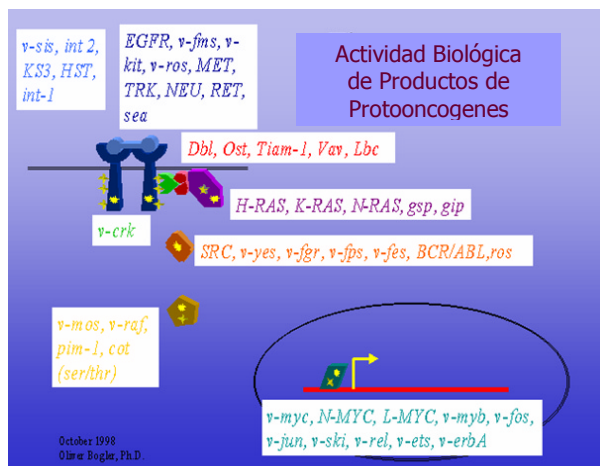 v-sis, int 2,
KS3, HST,
int-1
EGFR, v-fms, v-
kit, v-ros, MET,
TRK, NEU, RET,
sea
Actividad Biológica
de Productos de
Protooncogenes
Dbl, Ost, Tiam-1, Vav, Lbc
H-RAS, K-RAS, N-RAS, gsp, gip
v-crk
SRC, v-yes, v-fgr, v-fps, v-fes, BCR/ABL,ros
v-mos, v-raf,
pim-1, cot
(ser/thr)
v-myc, N-MYC, L-MYC, v-myb, v-fos,
v-jun, v-ski, v-rel, v-ets, v-erbA
October 1998
Oliver Bogler, Ph.D.